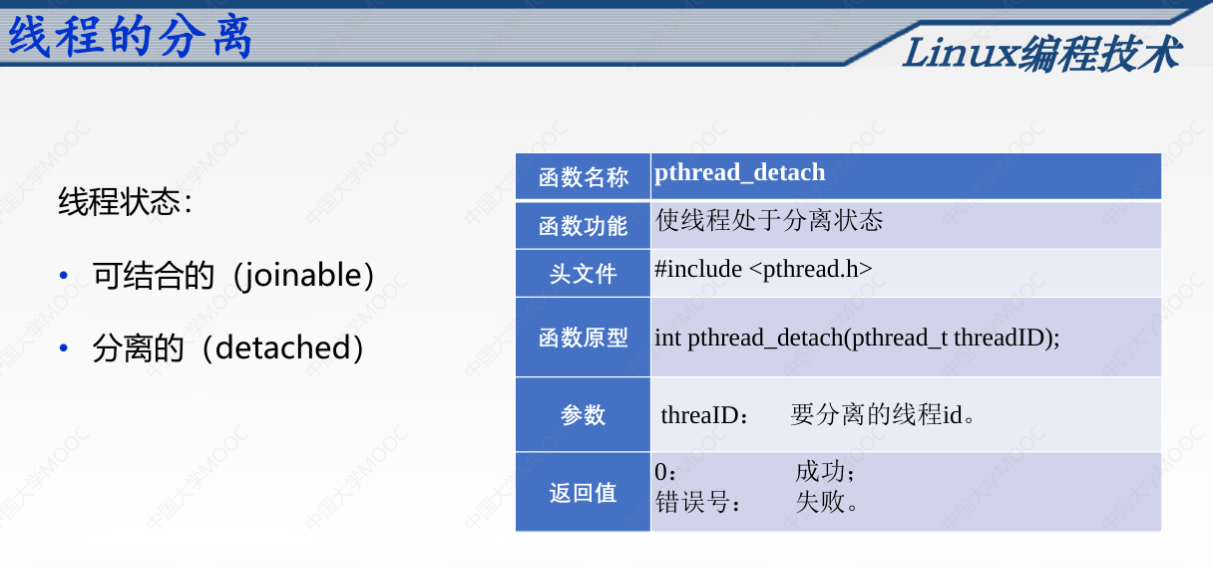 线程的分离
Linux编程技术
线程状态：
• 可结合的（joinable）
• 分离的（detached）
函数名称 pthread_detach
函数功能 使线程处于分离状态
头文件 #include <pthread.h>
函数原型 int pthread_detach(pthread_t threadID);
参数 threaID： 要分离的线程id。
返回值 0： 成功；
错误号： 失败。
中国大学MOOC